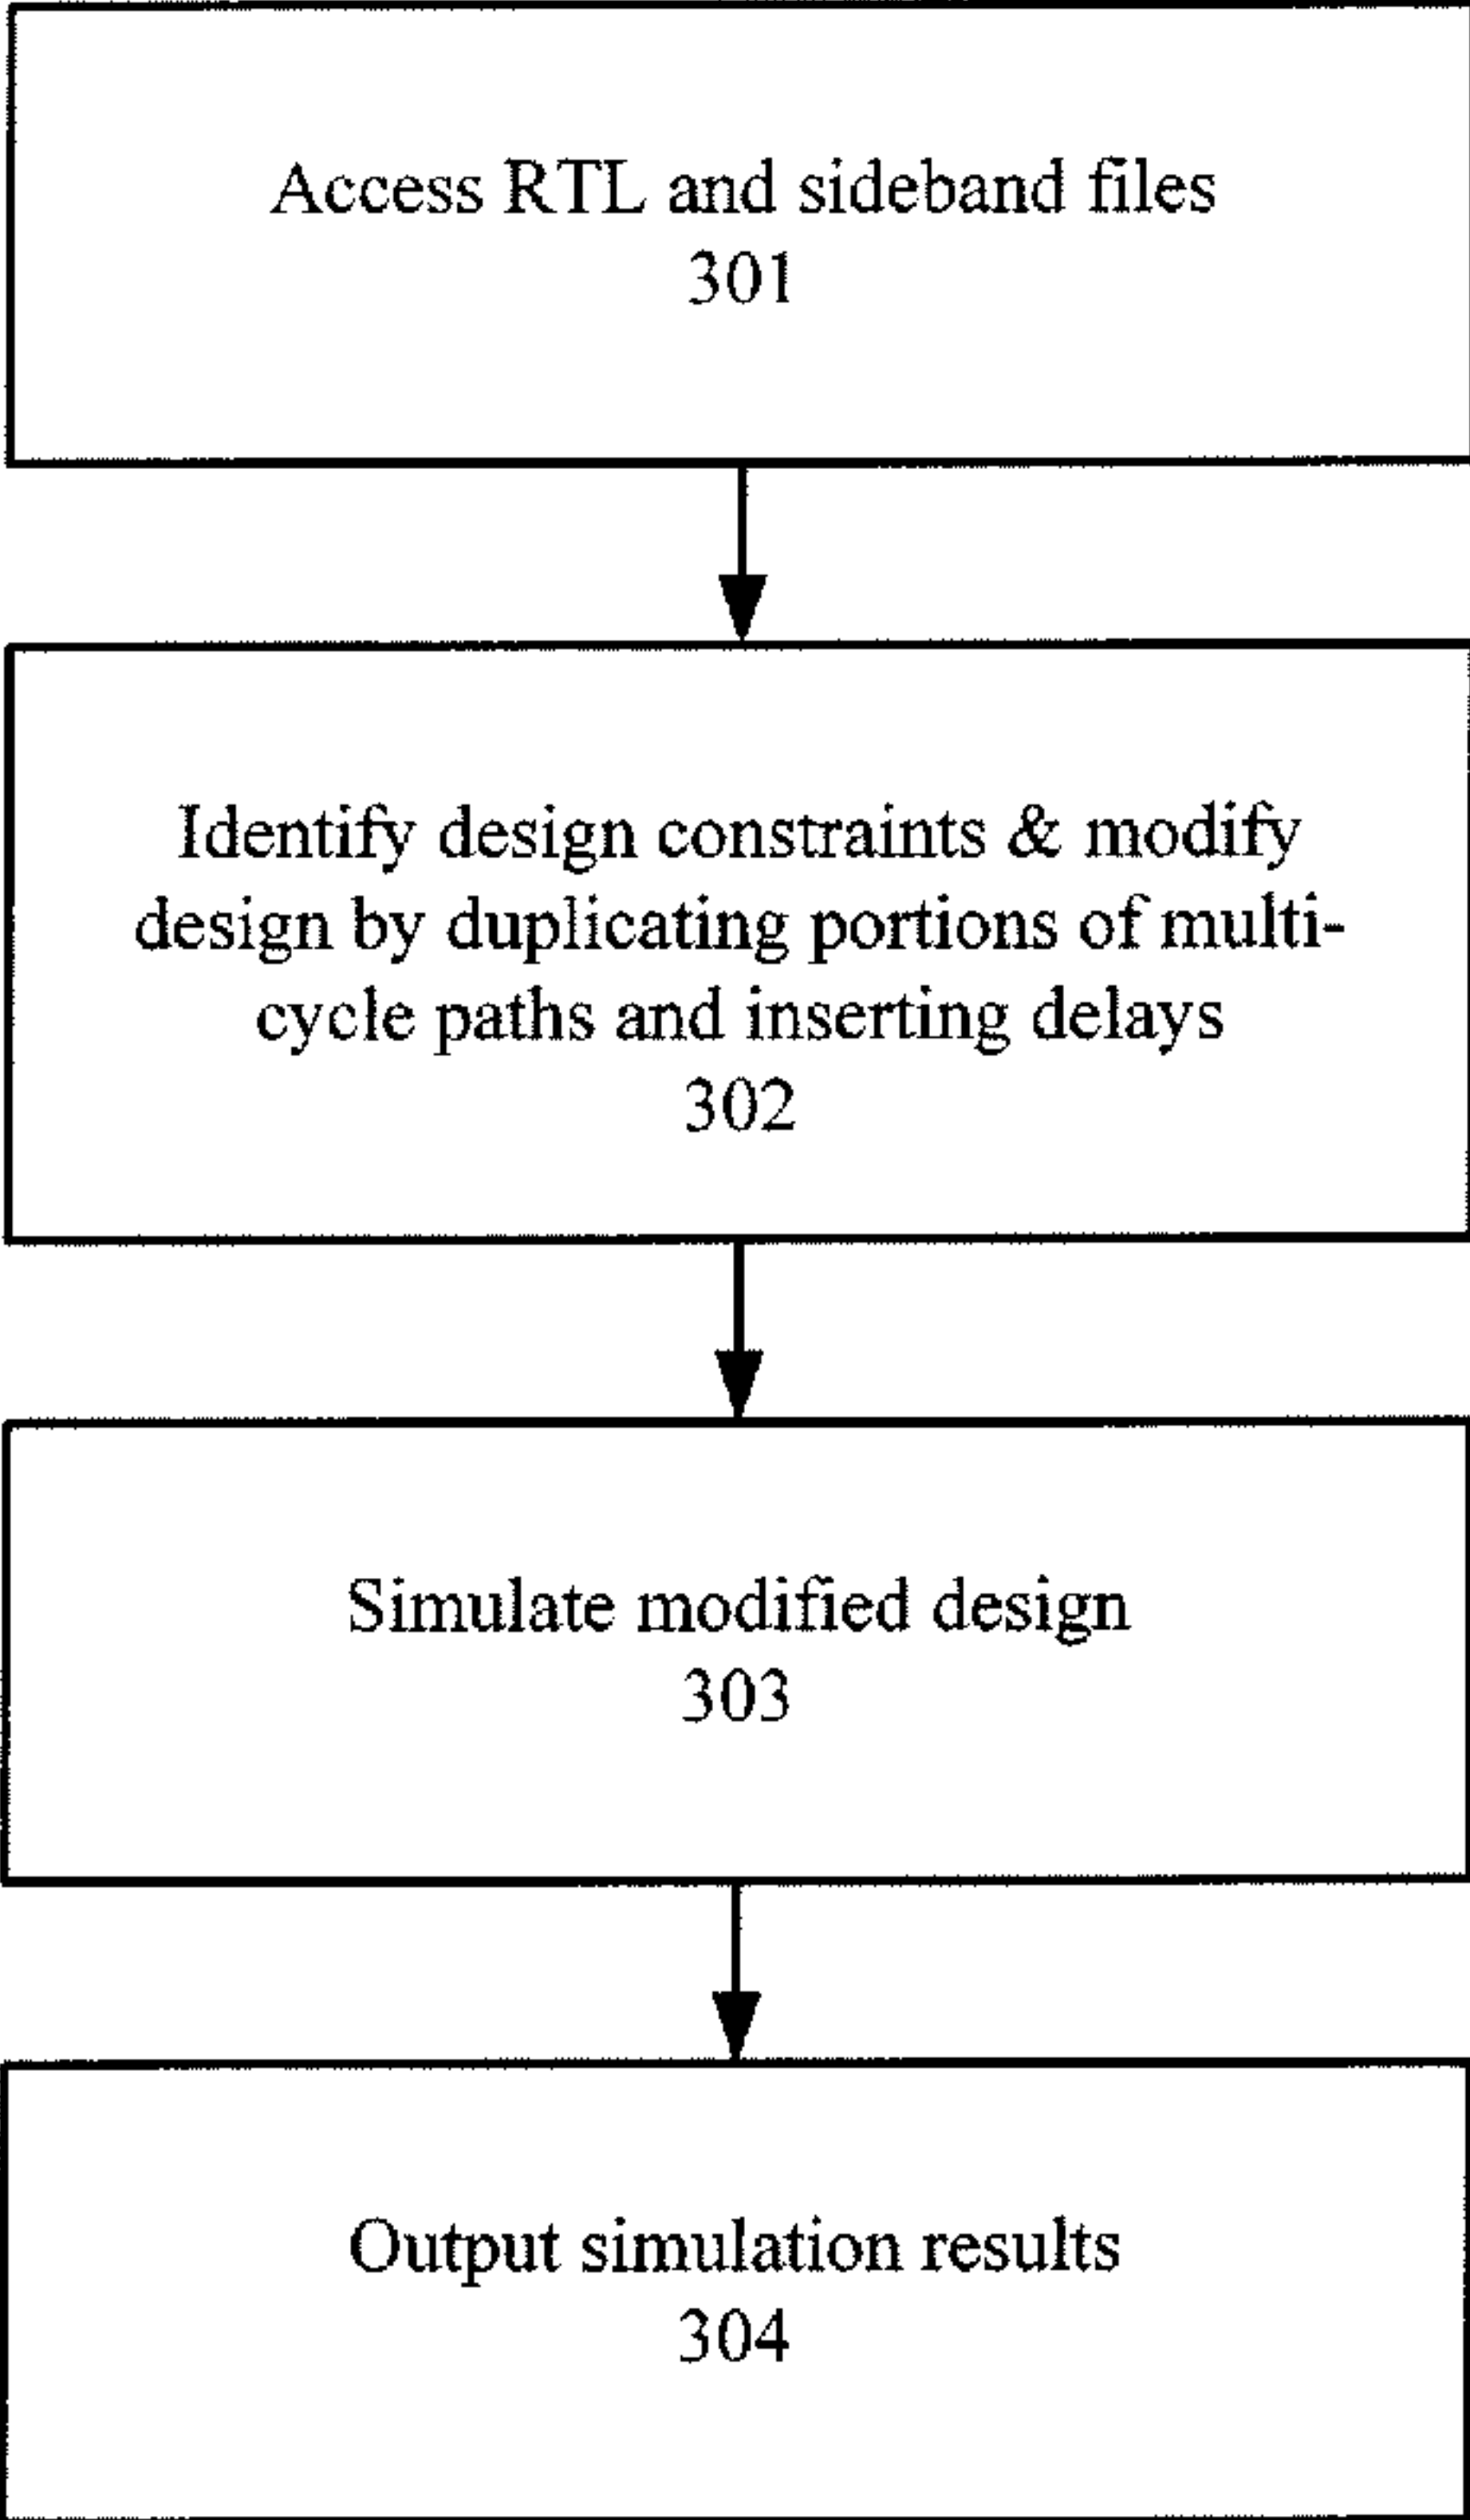 Access RTL and sideband files
301
Identify design constraints & modify
design by duplicating portions of multi-
cycle paths and inserting delays
302
Simulate modified design
303
Output simulation results
304